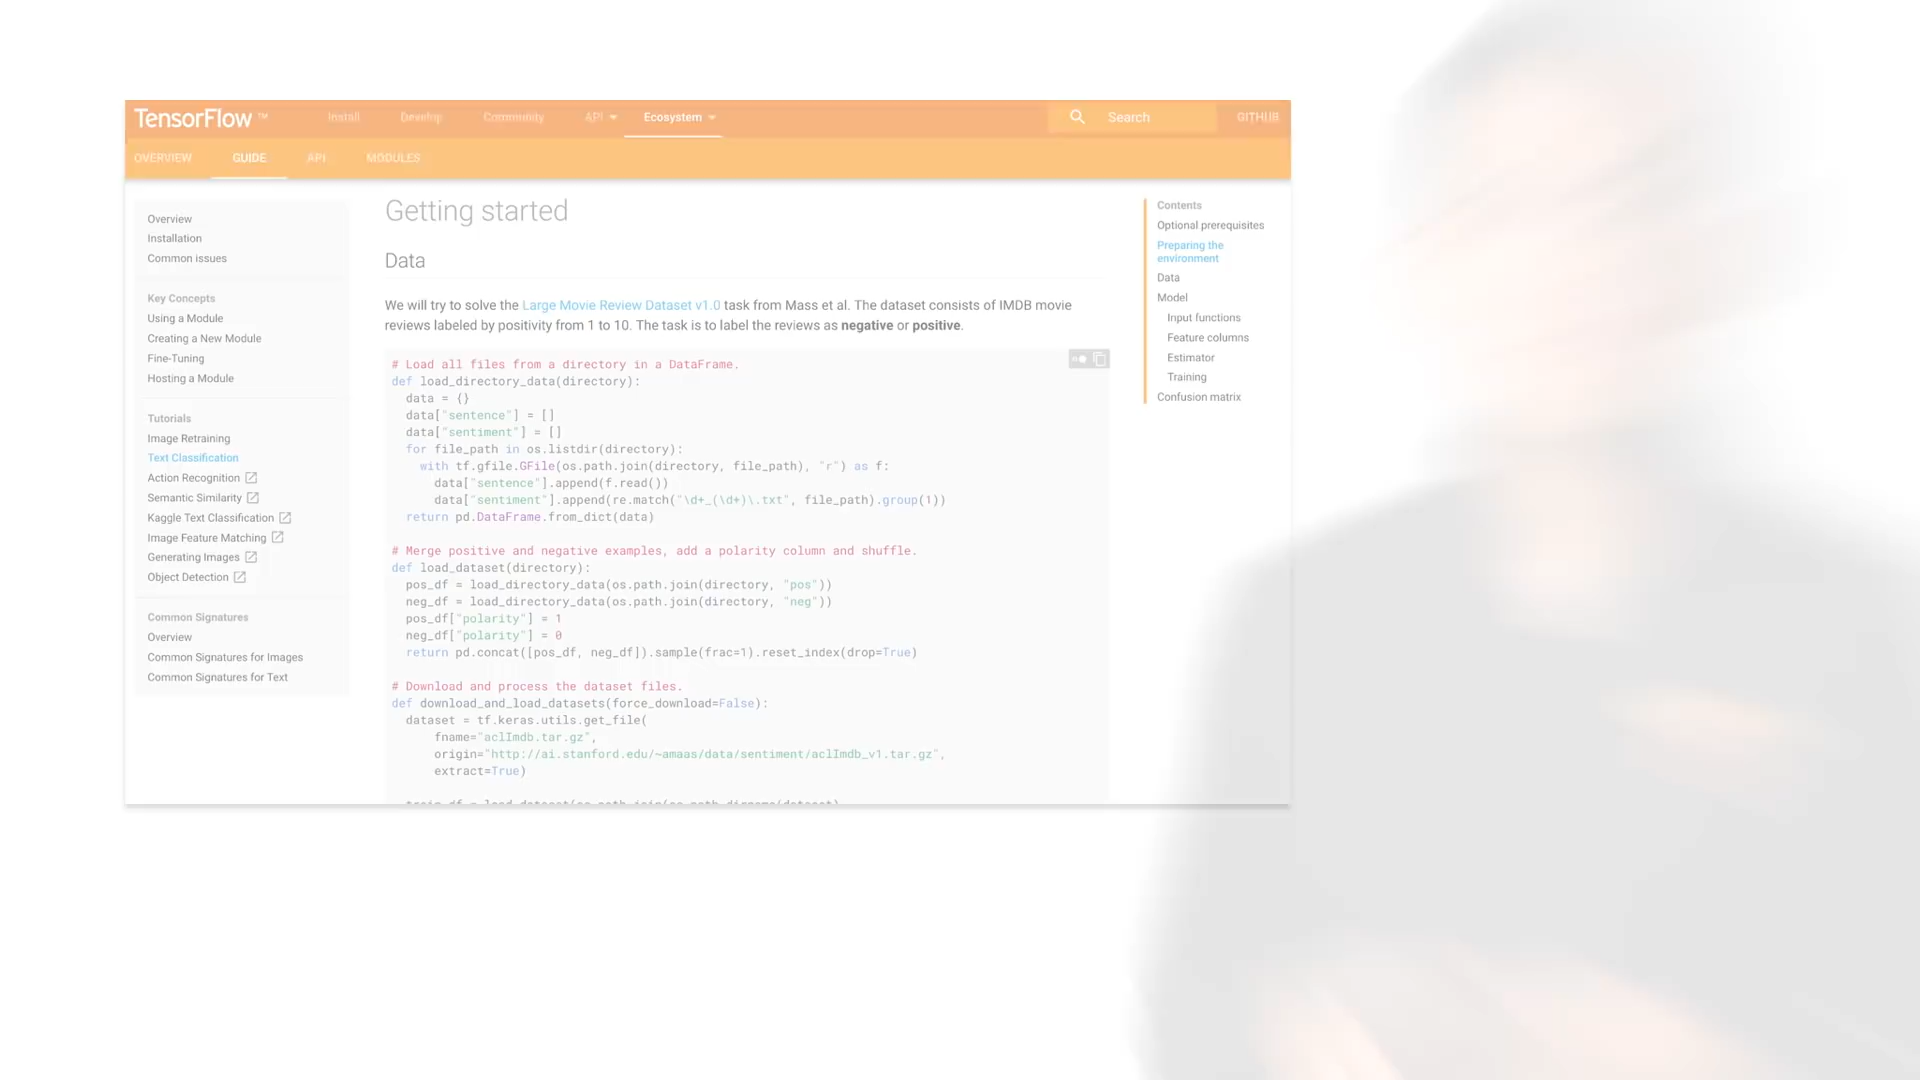 TensorFlow ™
Install
Develop
Community
API
Ecosystem
Search
GITHUB
OVERVIEW
GUIDE
API
MODULES
Overview
Installation
Common issues
Key Concepts
Using a Module
Creating a New Module
Fine-Tuning
Hosting a Module
Tutorials
Image Retraining
Text Classification
Action Recognition
Semantic Similarity
Kaggle Text Classification
Image Feature Matching
Generating Images
Object Detection
Common Signatures
Overview
Common Signatures for Images
Common Signatures for Text
Getting started
Data
We will try to solve the Large Movie Review Dataset v1.0 task from Mass et al. The dataset consists of IMDB movie
reviews labeled by positivity from 1 to 10. The task is to label the reviews as negative or positive.
# Load all files from a directory in a DataFrame.
def load_directory_data(directory):
  data = {}
  data["sentence"] = []
  data["sentiment"] = []
  for file_path in os.listdir(directory):
    with tf.gfile.GFile(os.path.join(directory, file_path), "r") as f:
      data["sentence"].append(f.read())
      data["sentiment"].append(re.match("\d+_(\d+)\.txt", file_path).group(1))
  return pd.DataFrame.from_dict(data)
# Merge positive and negative examples, add a polarity column and shuffle.
def load_dataset(directory):
  pos_df = load_directory_data(os.path.join(directory, "pos"))
  neg_df = load_directory_data(os.path.join(directory, "neg"))
  pos_df["polarity"] = 1
  neg_df["polarity"] = 0
  return pd.concat([pos_df, neg_df]).sample(frac=1).reset_index(drop=True)
# Download and process the dataset files.
def download_and_load_datasets(force_download=False):
  dataset = tf.keras.utils.get_file(
      fname="aclImdb.tar.gz",
      origin="http://ai.stanford.edu/~amaas/data/sentiment/aclImdb_v1.tar.gz",
      extract=True)
  train_df = load_dataset(os.path.join(os.path.dirname(dataset),
Contents
Optional prerequisites
Preparing the
environment
Data
Model
Input functions
Feature columns
Estimator
Training
Confusion matrix